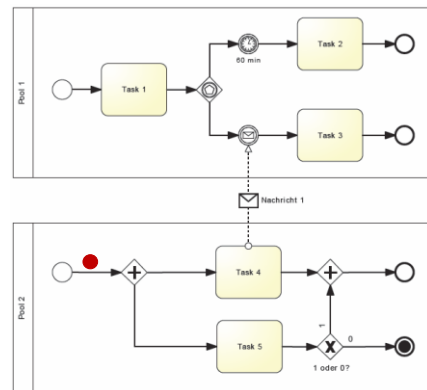 Pool 1
Task 1
60 min
Task 2
Task 3
Nachricht 1
Pool 2
Task 4
Task 5
1
0
1 oder 0?